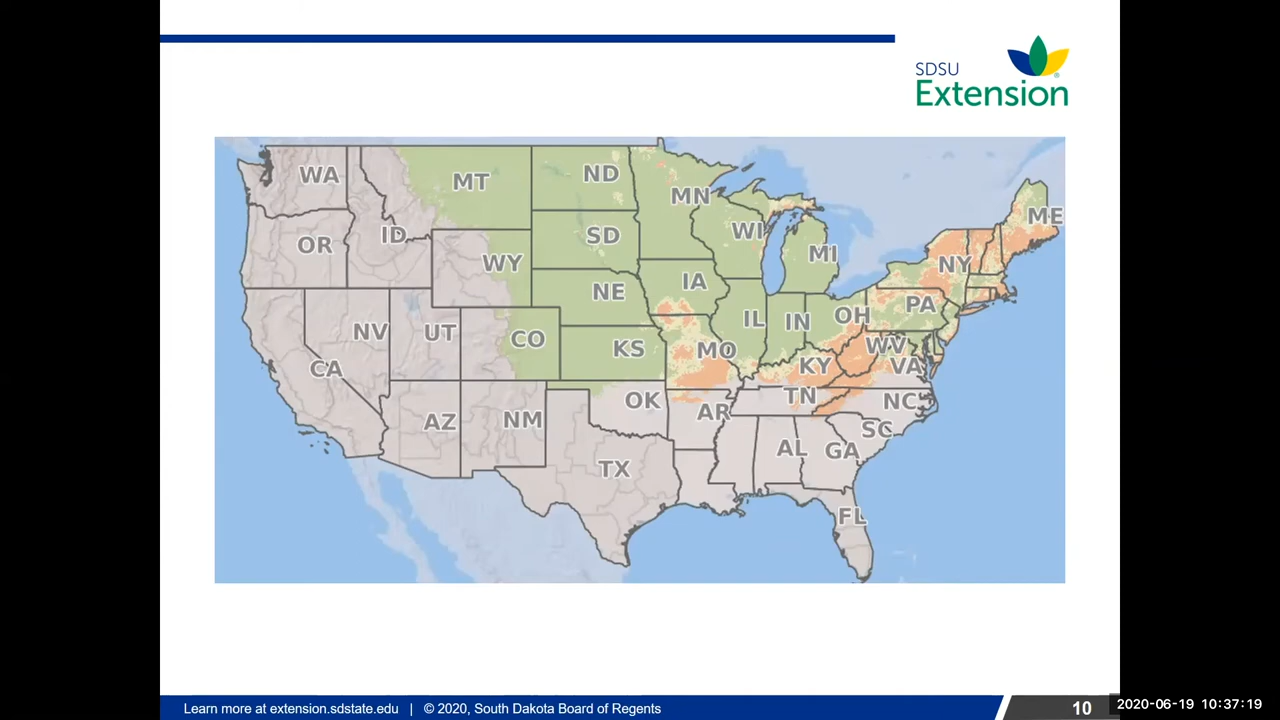 SDSU
Extension
WA
MT
ND
MN
ME
OR
ID
SD
WI
MI
NY
WY
IA
NE
PA
NV
UT
CO
IL
IN
OH
KS
MO
WV
CA
KY
VA
AZ
NM
OK
AR
TN
NC
TX
AL
GA
SC
FL
Learn more at extension.sdstate.edu | © 2020, South Dakota Board of Regents
10
2020-06-19 10:37:19